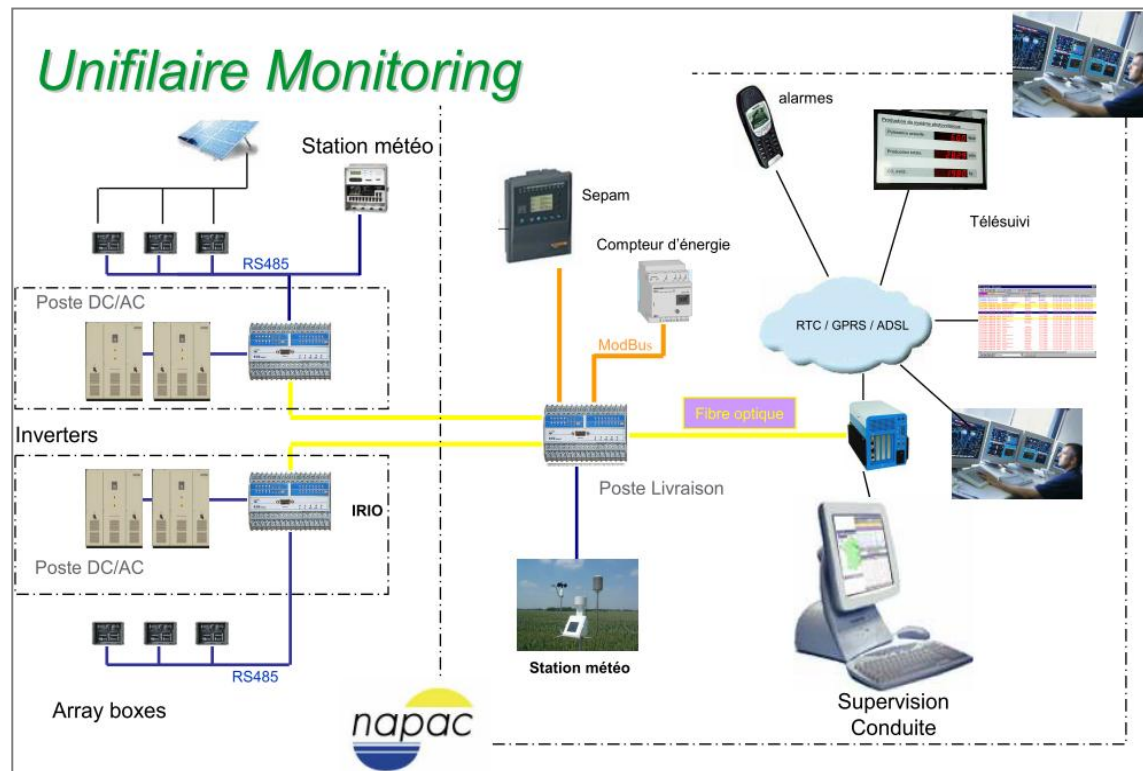 Unifilaire Monitoring
alarmes
Station météo
Sepam
Télésuivi
Compteur d'énergie
RS485
Poste DC/AC
RTC / GPRS / ADSL
ModBus
Fibre optique
Inverters
Poste Livraison
IRIO
Poste DC/AC
RS485
Station météo
Array boxes
napac
Supervision
Conduite